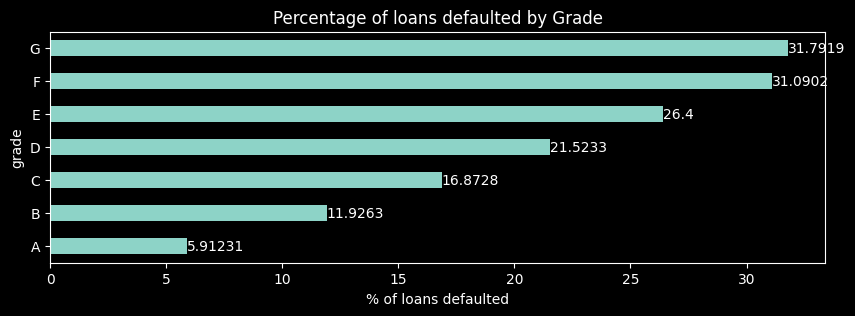 Percentage of loans defaulted by Grade
G 31.7919
F 31.0902
E 26.4
D 21.5233
C 16.8728
B 11.9263
A 5.91231
grade
0 5 10 15 20 25 30
% of loans defaulted